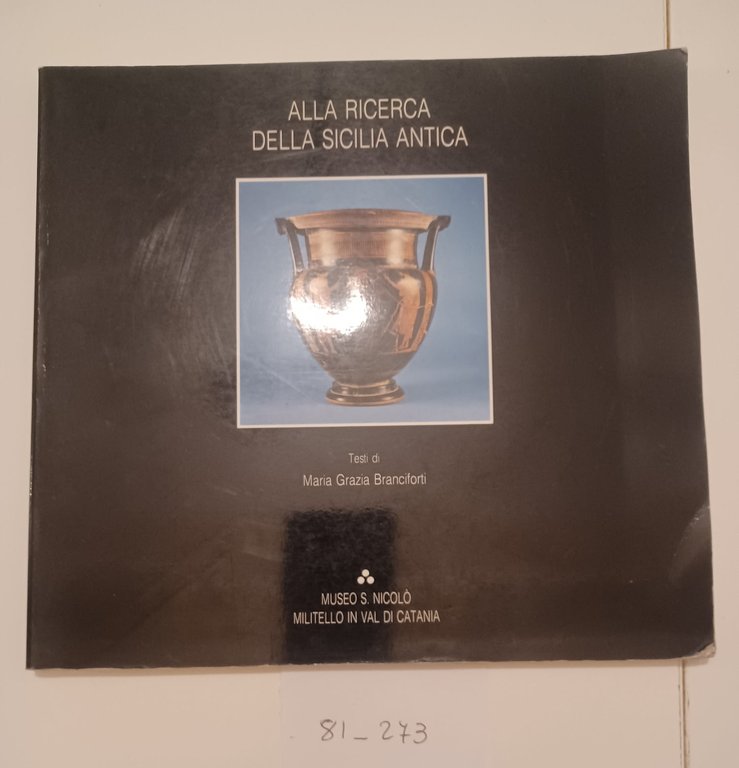 ALLA RICERCA
DELLA SICILIA ANTICA
Testi di
Maria Grazia Branciforti
MUSEO S. NICOLÒ
MILITELLO IN VAL DI CATANIA
81_273